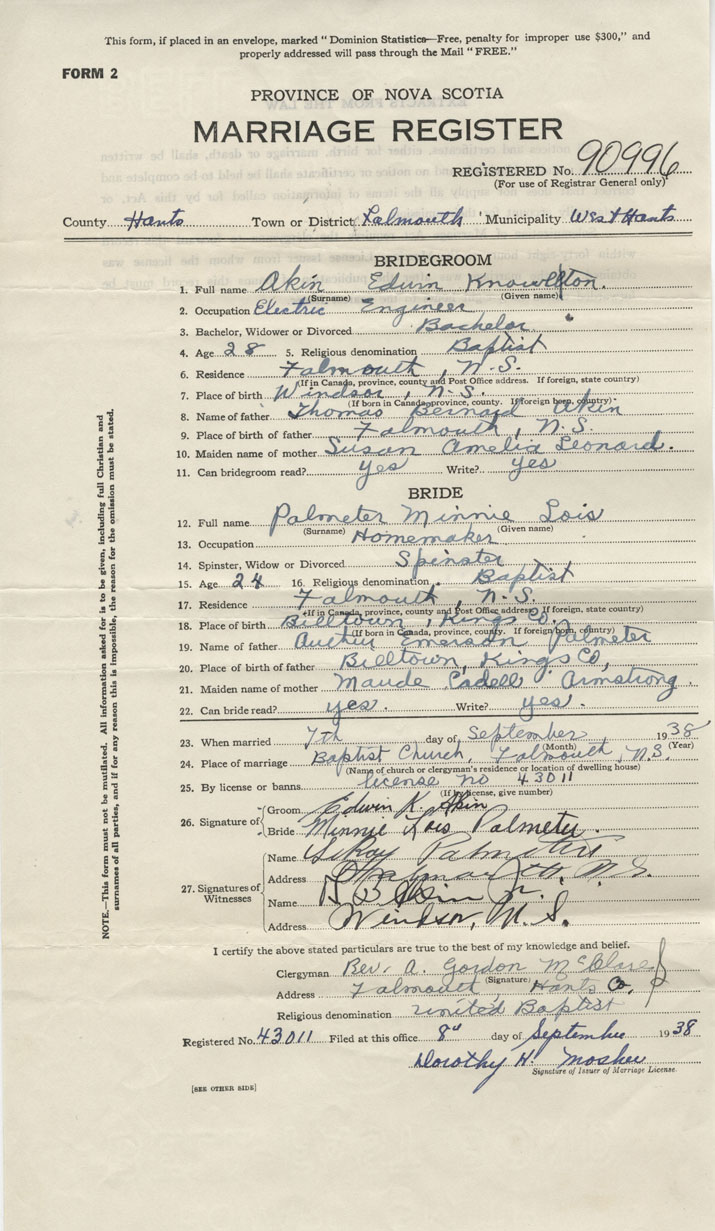 This form, if placed in an envelope, marked "Dominion Statistics—Free, penalty for improper use $300," and
properly addressed will pass through the Mail "FREE."
FORM 2
PROVINCE OF NOVA SCOTIA
MARRIAGE REGISTER
REGISTERED No. 90996
(For use of Registrar General only)
County Hants Town or District Falmouth Municipality West Hants
BRIDEGROOM
1. Full name Akin Edwin Knowlton.
(Surname) (Given name)
2. Occupation Electric Engineer
3. Bachelor, Widower or Divorced Bachelor
4. Age 28 5. Religious denomination Baptist
6. Residence Falmouth, N.S.
(If in Canada, province, county and Post Office address. If foreign, state country)
7. Place of birth Windsor, N.S.
(If born in Canada, province, county. If foreign born, country)
8. Name of father Thomas Bernard Akin
9. Place of birth of father Falmouth, N.S.
10. Maiden name of mother Susan Amelia Leonard.
11. Can bridegroom read? yes Write? yes
BRIDE
12. Full name Palmeter Minnie Lois
(Surname) (Given name)
13. Occupation Homemaker
14. Spinster, Widow or Divorced Spinster
15. Age 24 16. Religious denomination Baptist
17. Residence Falmouth, N.S.
(If in Canada, province, county and Post Office address. If foreign, state country)
18. Place of birth Billtown, Kings Co.
(If born in Canada, province, county. If foreign born, country)
19. Name of father Authur Emerson Palmeter
20. Place of birth of father Billtown, Kings Co,
21. Maiden name of mother Maude Cadell Armstrong.
22. Can bride read? yes. Write? yes.
23. When married 7th day of September 1938
(Month) (Year)
24. Place of marriage Baptist Church, Falmouth, N.S.
(Name of church or clergyman's residence or location of dwelling house)
25. By license or banns license no 43011
(If by license, give number)
26. Signature of Groom Edwin K. Akin
Bride Minnie Lois Palmeter.
27. Signatures of Witnesses
Name LeRoy Palmeter
Address Falmouth, N.S.
Name Akin Jr.
Address Windsor, N.S.
I certify the above stated particulars are true to the best of my knowledge and belief.
Clergyman Rev. A. Gordon
(Signature)
Address Falmouth Hants Co,
Religious denomination United Baptist
Registered No. 43011 Filed at this office 8th day of September 1938
Dorothy H. Mosher
Signature of Issuer of Marriage License.
[SEE OTHER SIDE]
NOTE.—This form must not be mutilated. All information asked for is to be given, including full Christian and
surnames of all parties, and if for any reason this is impossible, the reason for the omission must be stated.